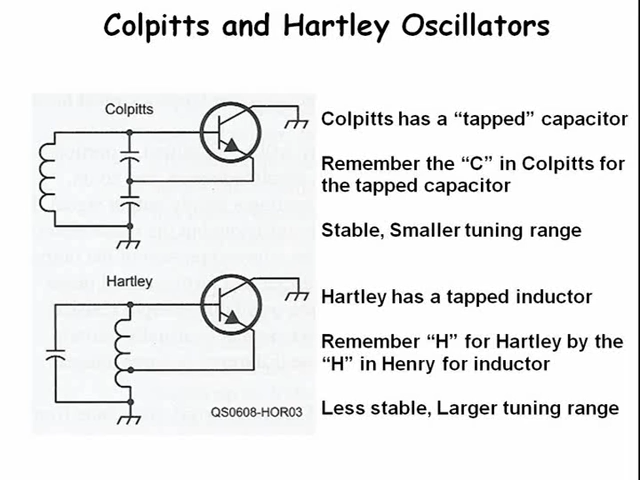 Colpitts and Hartley Oscillators
Colpitts
Colpitts has a “tapped” capacitor
Remember the “C” in Colpitts for
the tapped capacitor
Stable, Smaller tuning range
Hartley
Hartley has a tapped inductor
Remember “H” for Hartley by the
“H” in Henry for inductor
Less stable, Larger tuning range
QS0608-HOR03